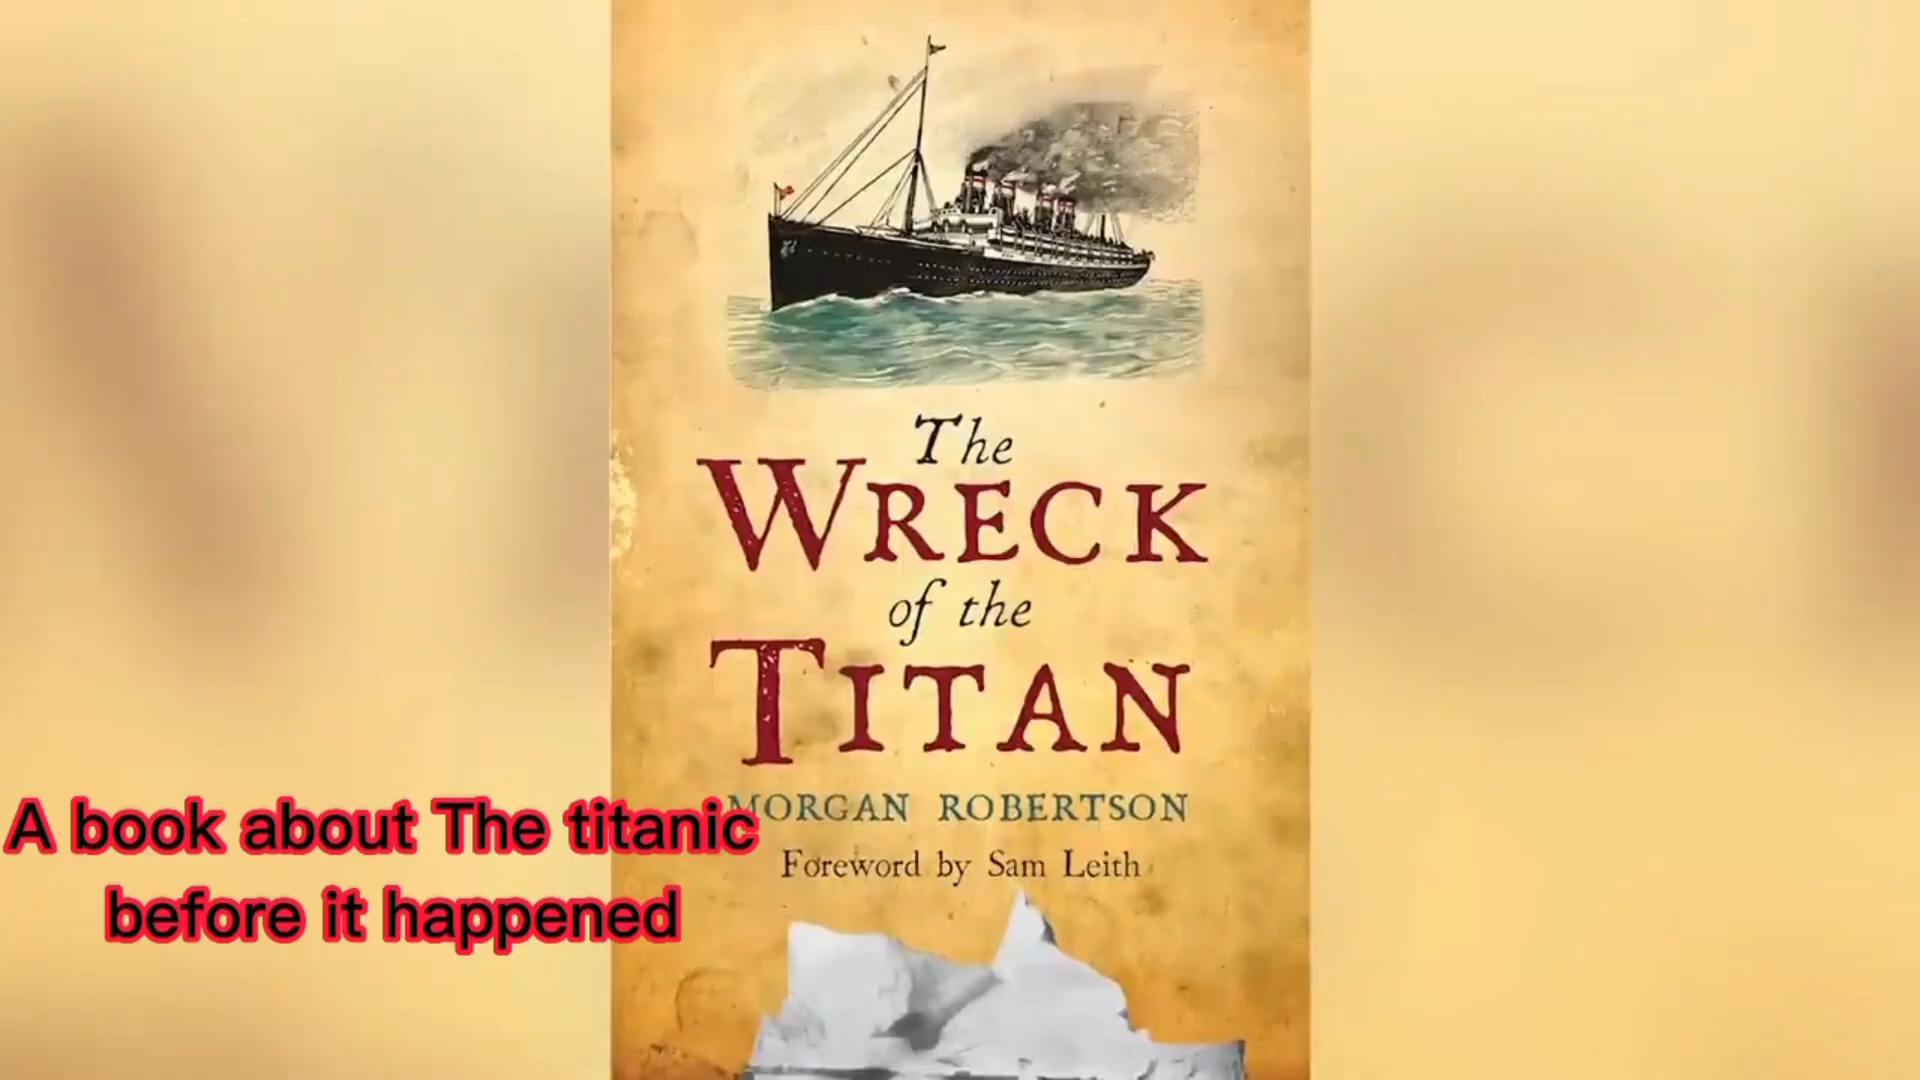 The
WRECK
of the
TITAN
MORGAN ROBERTSON
Foreword by Sam Leith
A book about The titanic
before it happened